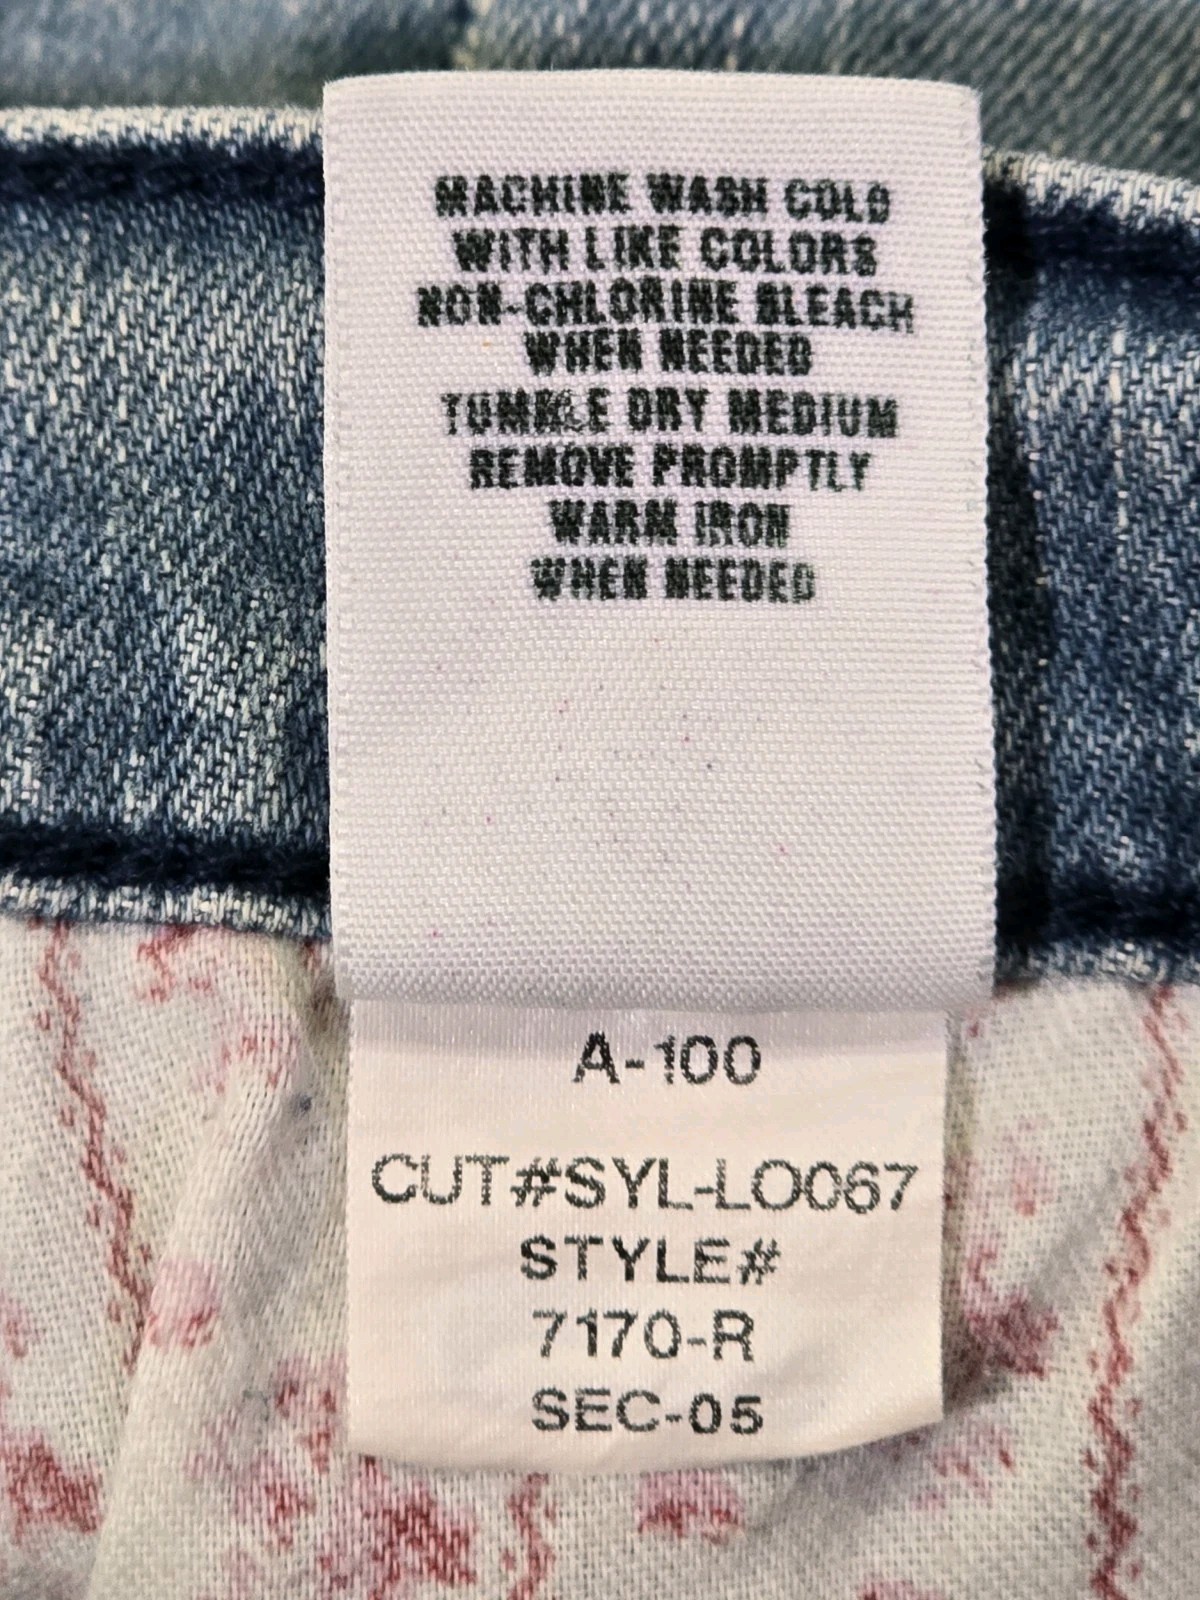 MACHINE WASH COLD
WITH LIKE COLORS
NON-CHLORINE BLEACH
WHEN NEEDED
TUMBLE DRY MEDIUM
REMOVE PROMPTLY
WARM IRON
WHEN NEEDED
A-100
CUT#SYL-LO067
STYLE#
7170-R
SEC-05